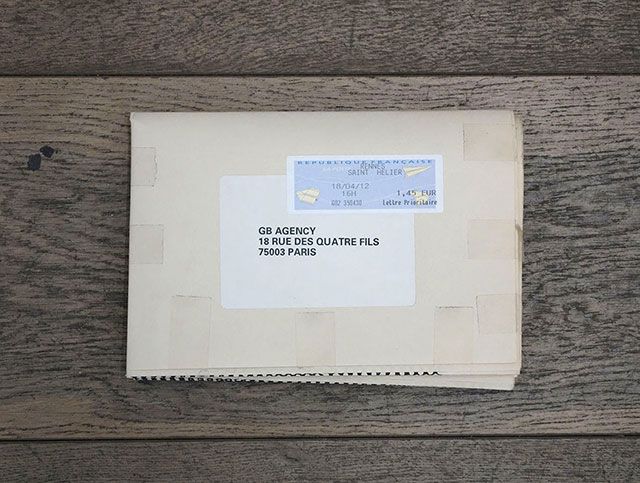 REPUBLIQUE FRANCAISE
RENNES
SAINT HELIER
18/04/12
16H 1,45 EUR
Lettre Prioritaire
GB AGENCY
18 RUE DES QUATRE FILS
75003 PARIS